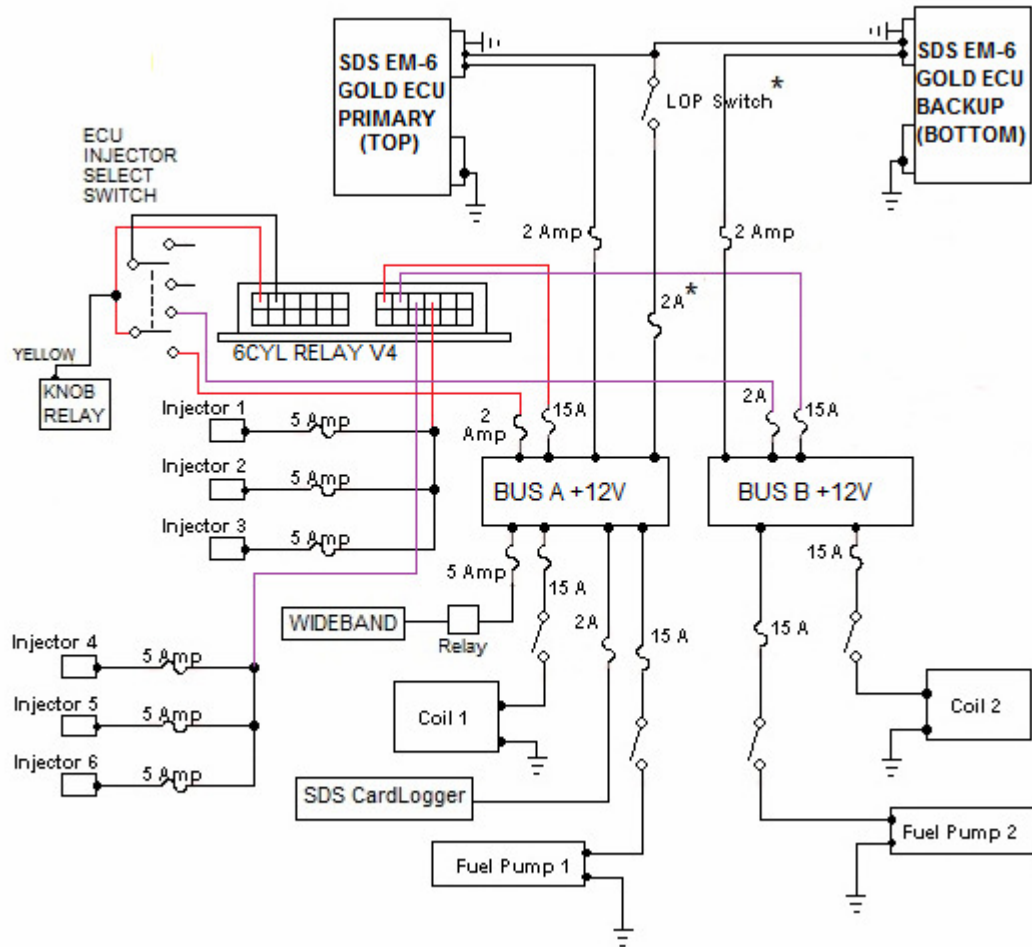 SDS EM-6
GOLD ECU
PRIMARY
(TOP)
SDS EM-6
GOLD ECU
BACKUP
(BOTTOM)
LOP Switch*
ECU
INJECTOR
SELECT
SWITCH
2 Amp
2 Amp
2A*
6CYL RELAY V4
YELLOW
KNOB
RELAY
Injector 1
5 Amp
Injector 2
5 Amp
Injector 3
5 Amp
2
Amp
15A
2A
15A
BUS A +12V
BUS B +12V
5 Amp
15 A
2A
15 A
15 A
15 A
WIDEBAND
Relay
Injector 4
5 Amp
Injector 5
5 Amp
Injector 6
5 Amp
Coil 1
Coil 2
SDS CardLogger
Fuel Pump 1
Fuel Pump 2